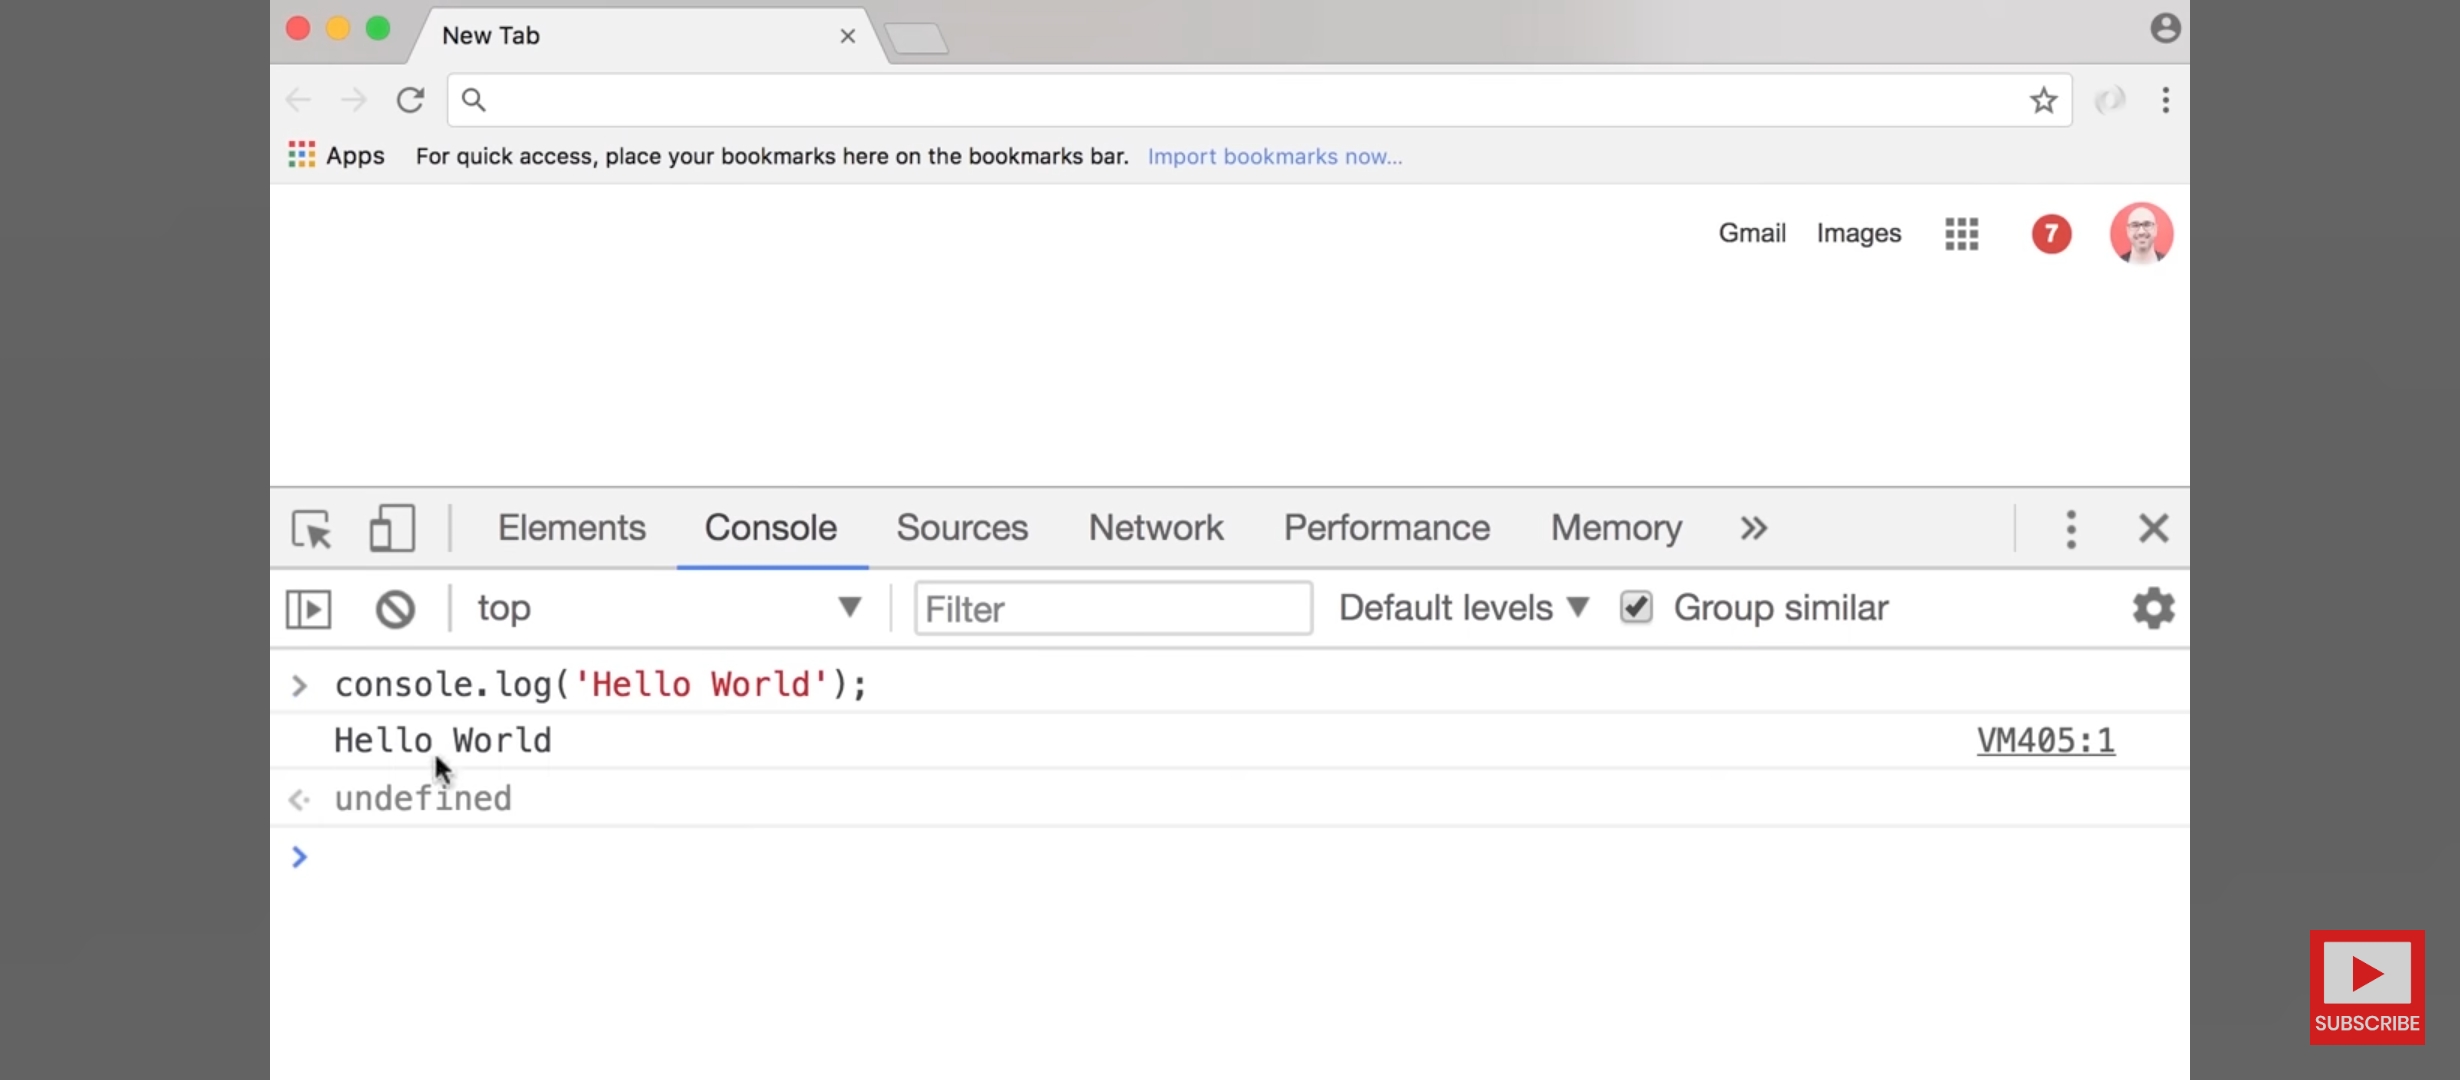 New Tab
Apps For quick access, place your bookmarks here on the bookmarks bar. Import bookmarks now...
Gmail Images 7
Elements Console Sources Network Performance Memory
top Filter Default levels Group similar
console.log('Hello World');
Hello World VM405:1
undefined
SUBSCRIBE